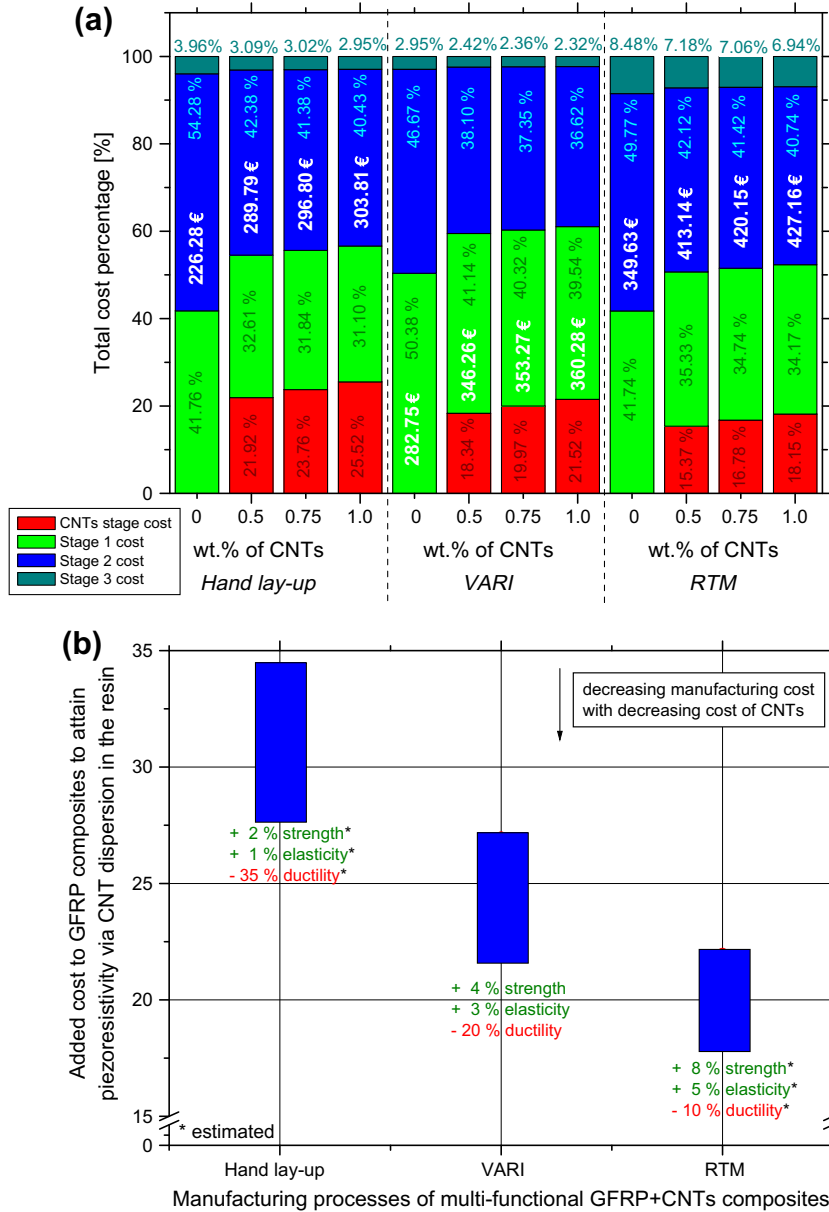 (a)
3.96% 3.09% 3.02% 2.95% 2.95% 2.42% 2.36% 2.32% 8.48% 7.18% 7.06% 6.94%
100
80
60
40
20
0
Total cost percentage [%]
54.28 % 42.38 % 41.38 % 40.43 % 46.67 % 38.10 % 37.35 % 36.62 % 49.77 % 42.12 % 41.42 % 40.74 %
226.28 € 289.79 € 296.80 € 303.81 € 282.75 € 346.26 € 353.27 € 360.28 € 349.63 € 413.14 € 420.15 € 427.16 €
41.76 % 32.61 % 31.84 % 31.10 % 50.38 % 41.14 % 40.32 % 39.54 % 41.74 % 35.33 % 34.74 % 34.17 %
21.92 % 23.76 % 25.52 % 18.34 % 19.97 % 21.52 % 15.37 % 16.78 % 18.15 %
0 0.5 0.75 1.0 0 0.5 0.75 1.0 0 0.5 0.75 1.0
wt.% of CNTs wt.% of CNTs wt.% of CNTs
Hand lay-up VARI RTM
CNTs stage cost
Stage 1 cost
Stage 2 cost
Stage 3 cost
(b)
35
30
25
20
15
0
Added cost to GFRP composites to attain
piezoresistivity via CNT dispersion in the resin
decreasing manufacturing cost
with decreasing cost of CNTs
+ 2 % strength*
+ 1 % elasticity*
- 35 % ductility*
+ 4 % strength
+ 3 % elasticity
- 20 % ductility
+ 8 % strength*
+ 5 % elasticity*
- 10 % ductility*
* estimated
Hand lay-up VARI RTM
Manufacturing processes of multi-functional GFRP+CNTs composites